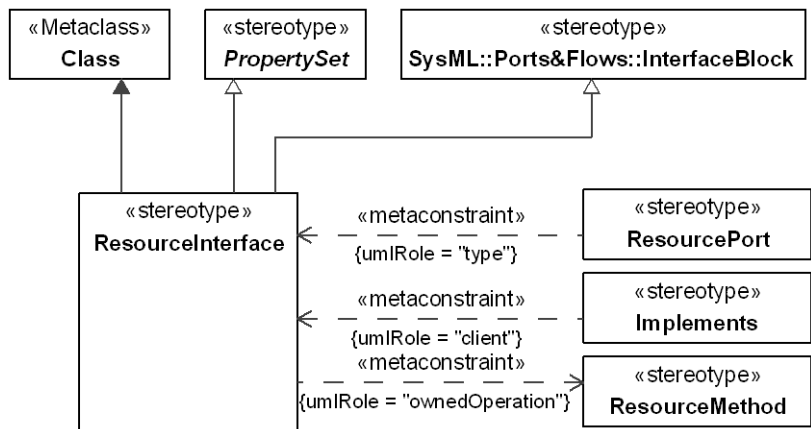 «Metaclass»
Class
«stereotype»
PropertySet
«stereotype»
SysML::Ports&Flows::InterfaceBlock
«stereotype»
ResourceInterface
«metaconstraint»
{umlRole = "type"}
«stereotype»
ResourcePort
«metaconstraint»
{umlRole = "client"}
«stereotype»
Implements
«metaconstraint»
{umlRole = "ownedOperation"}
«stereotype»
ResourceMethod